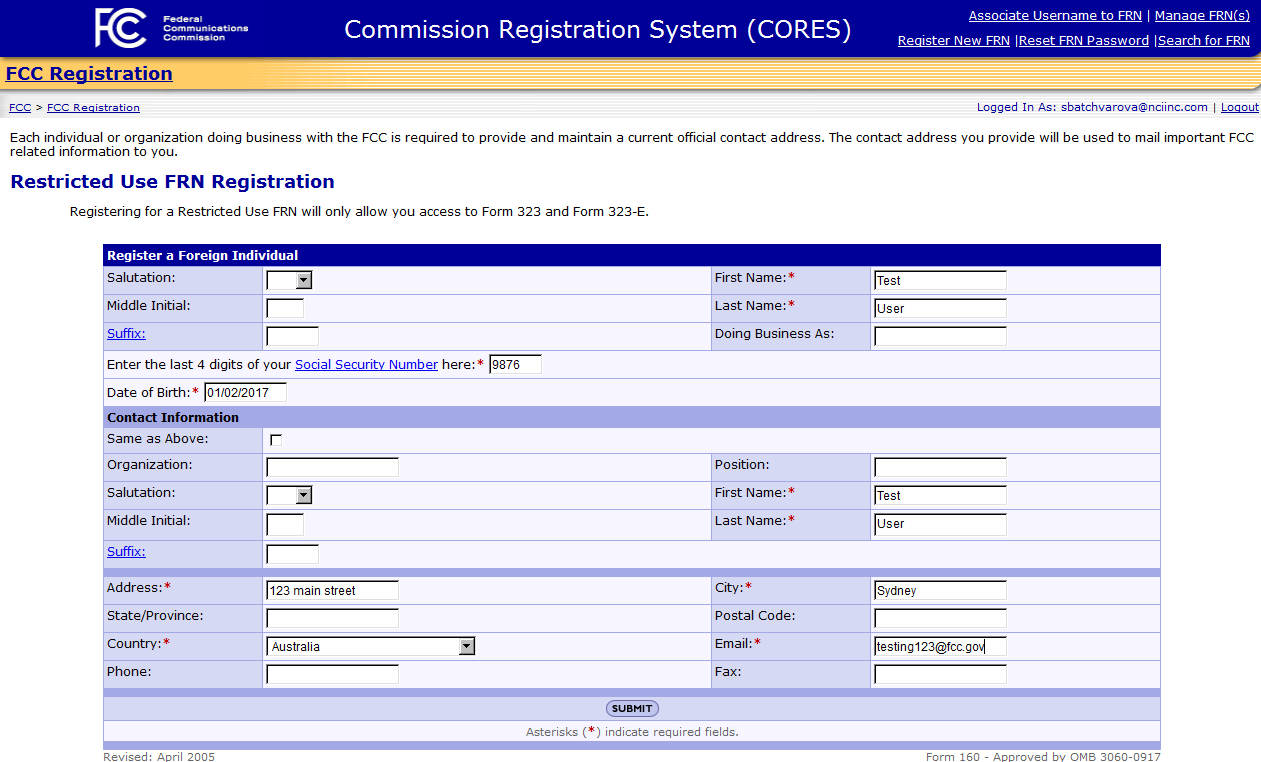 FCC Federal Communications Commission
Commission Registration System (CORES)
Associate Username to FRN | Manage FRN(s)
Register New FRN |Reset FRN Password |Search for FRN
FCC Registration
FCC > FCC Registration
Logged In As: sbatchvarova@nciinc.com | Logout
Each individual or organization doing business with the FCC is required to provide and maintain a current official contact address. The contact address you provide will be used to mail important FCC
related information to you.
Restricted Use FRN Registration
Registering for a Restricted Use FRN will only allow you access to Form 323 and Form 323-E.
Register a Foreign Individual
Salutation: First Name:* Test
Middle Initial: Last Name:* User
Suffix: Doing Business As:
Enter the last 4 digits of your Social Security Number here:* 9876
Date of Birth:* 01/02/2017
Contact Information
Same as Above:
Organization: Position:
Salutation: First Name:* Test
Middle Initial: Last Name:* User
Suffix:
Address:* 123 main street City:* Sydney
State/Province: Postal Code:
Country:* Australia Email:* testing123@fcc.gov
Phone: Fax:
SUBMIT
Asterisks (*) indicate required fields.
Revised: April 2005 Form 160 - Approved by OMB 3060-0917